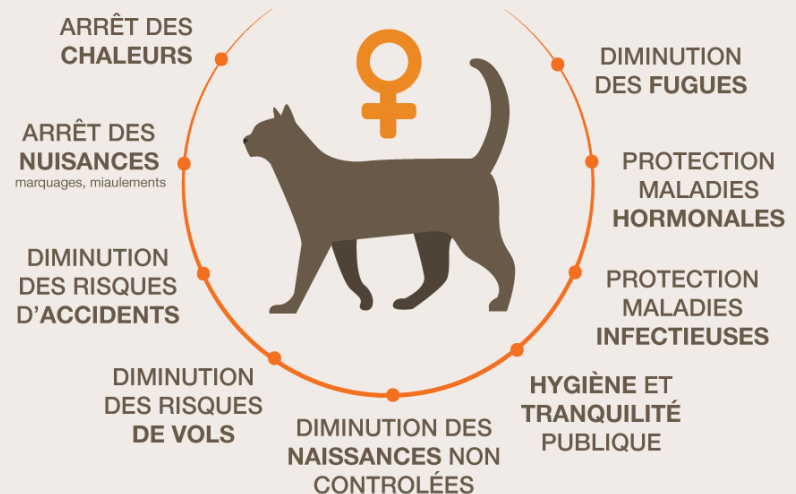 ARRÊT DES
CHALEURS
ARRÊT DES
NUISANCES
marquages, miaulements
DIMINUTION
DES RISQUES
D'ACCIDENTS
DIMINUTION
DES RISQUES
DE VOLS
DIMINUTION DES
NAISSANCES NON
CONTROLÉES
HYGIÈNE ET
TRANQUILITÉ
PUBLIQUE
PROTECTION
MALADIES
INFECTIEUSES
PROTECTION
MALADIES
HORMONALES
DIMINUTION
DES FUGUES